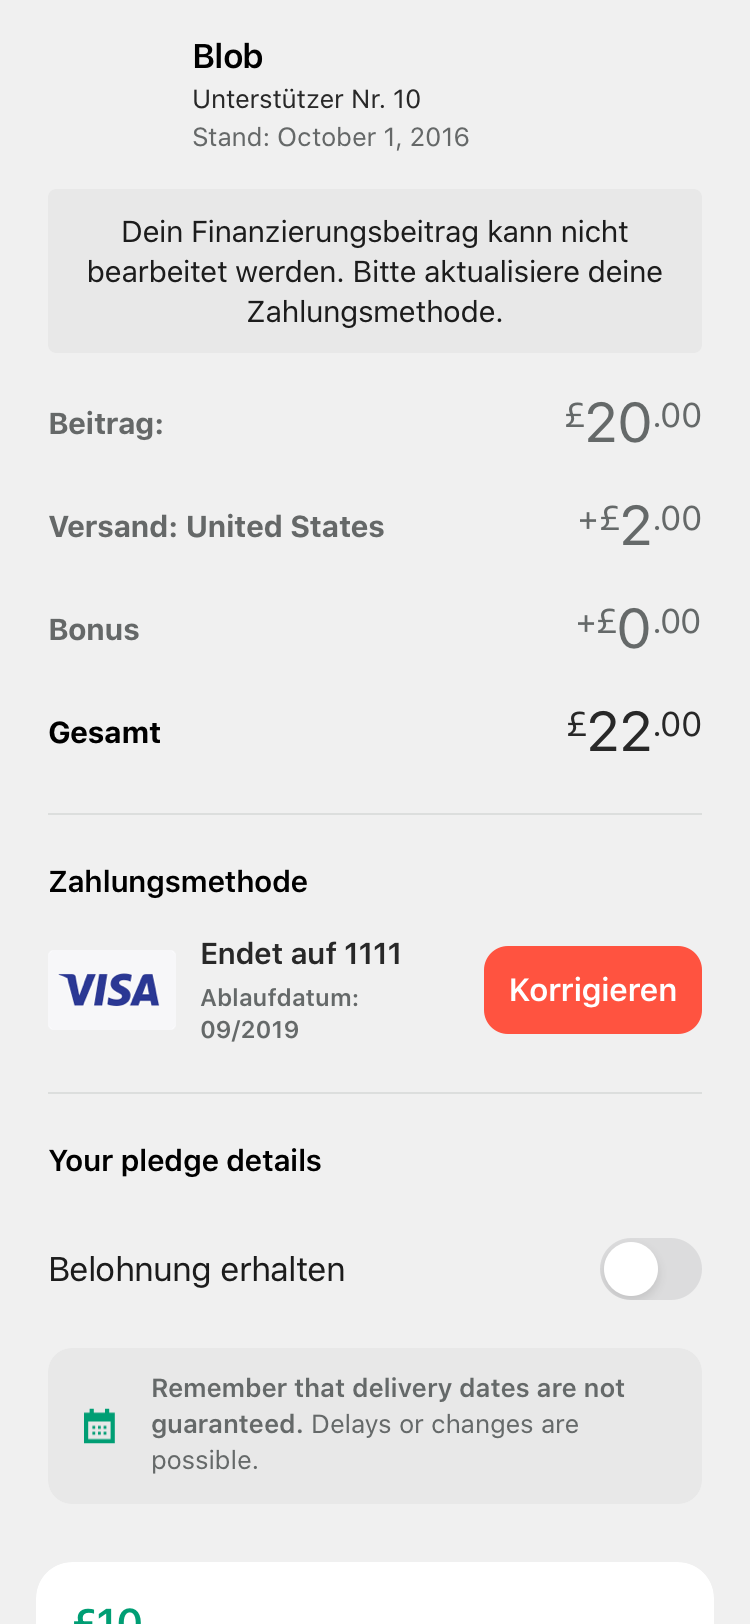 Blob
Unterstützer Nr. 10
Stand: October 1, 2016
Dein Finanzierungsbeitrag kann nicht
bearbeitet werden. Bitte aktualisiere deine
Zahlungsmethode.
Beitrag: £20.00
Versand: United States +£2.00
Bonus +£0.00
Gesamt £22.00
Zahlungsmethode
VISA
Endet auf 1111
Ablaufdatum:
09/2019
Korrigieren
Your pledge details
Belohnung erhalten
Remember that delivery dates are not
guaranteed. Delays or changes are
possible.
£10